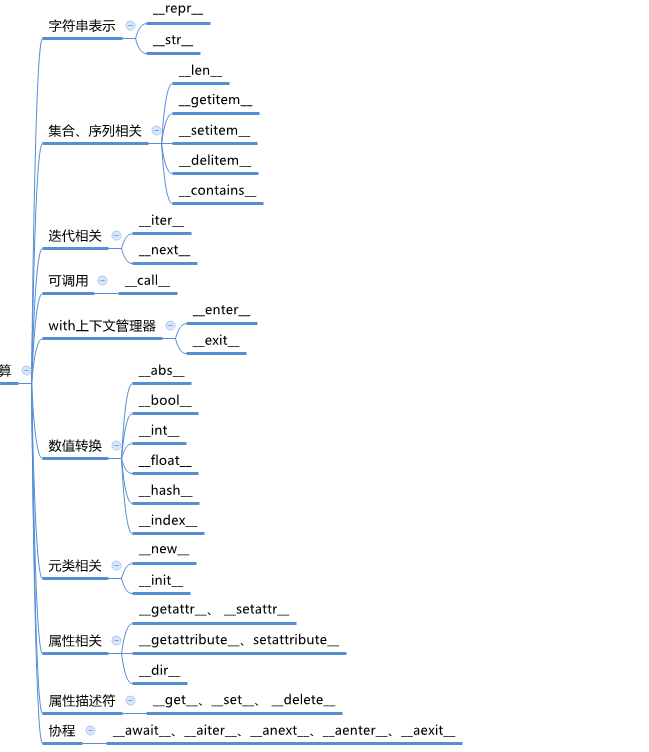 字符串表示
__repr__
__str__
集合、序列相关
__len__
__getitem__
__setitem__
__delitem__
__contains__
迭代相关
__iter__
__next__
可调用
__call__
with上下文管理器
__enter__
__exit__
算
数值转换
__abs__
__bool__
__int__
__float__
__hash__
__index__
元类相关
__new__
__init__
属性相关
__getattr__、 __setattr__
__getattribute__、setattribute__
__dir__
属性描述符
__get__、__set__、 __delete__
协程
__await__、__aiter__、__anext__、__aenter__、__aexit__